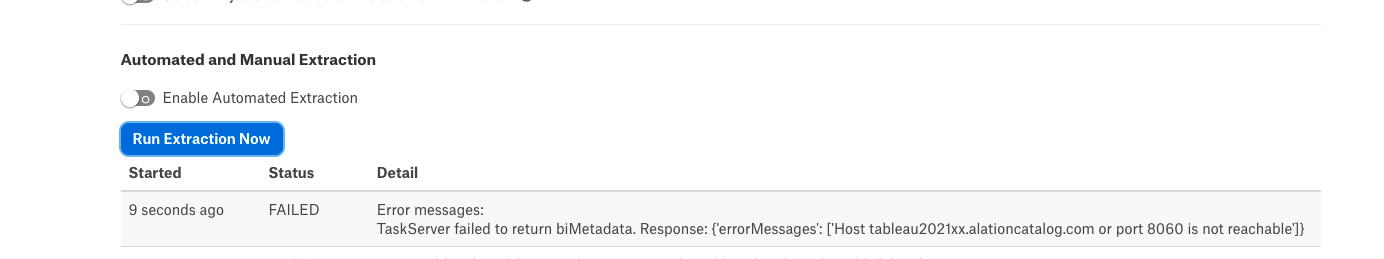 Automated and Manual Extraction
Enable Automated Extraction
Run Extraction Now
Started Status Detail
9 seconds ago FAILED Error messages:
TaskServer failed to return biMetadata. Response: {'errorMessages': ['Host tableau2021xx.alationcatalog.com or port 8060 is not reachable']}